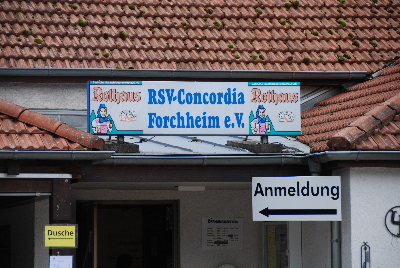 Rothaus
RSV-Concordia
Forchheim e.V.
Rothaus
Anmeldung
Dusche